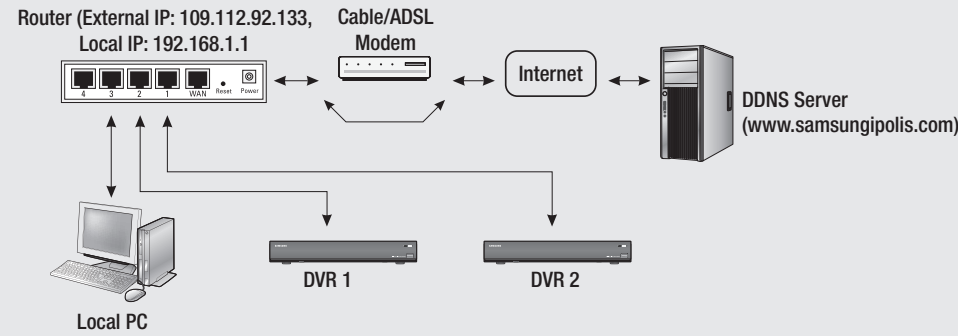 Router (External IP: 109.112.92.133,
Local IP: 192.168.1.1
Cable/ADSL
Modem
Internet
DDNS Server
(www.samsungipolis.com)
4 3 2 1 WAN Reset Power
DVR 1
DVR 2
Local PC